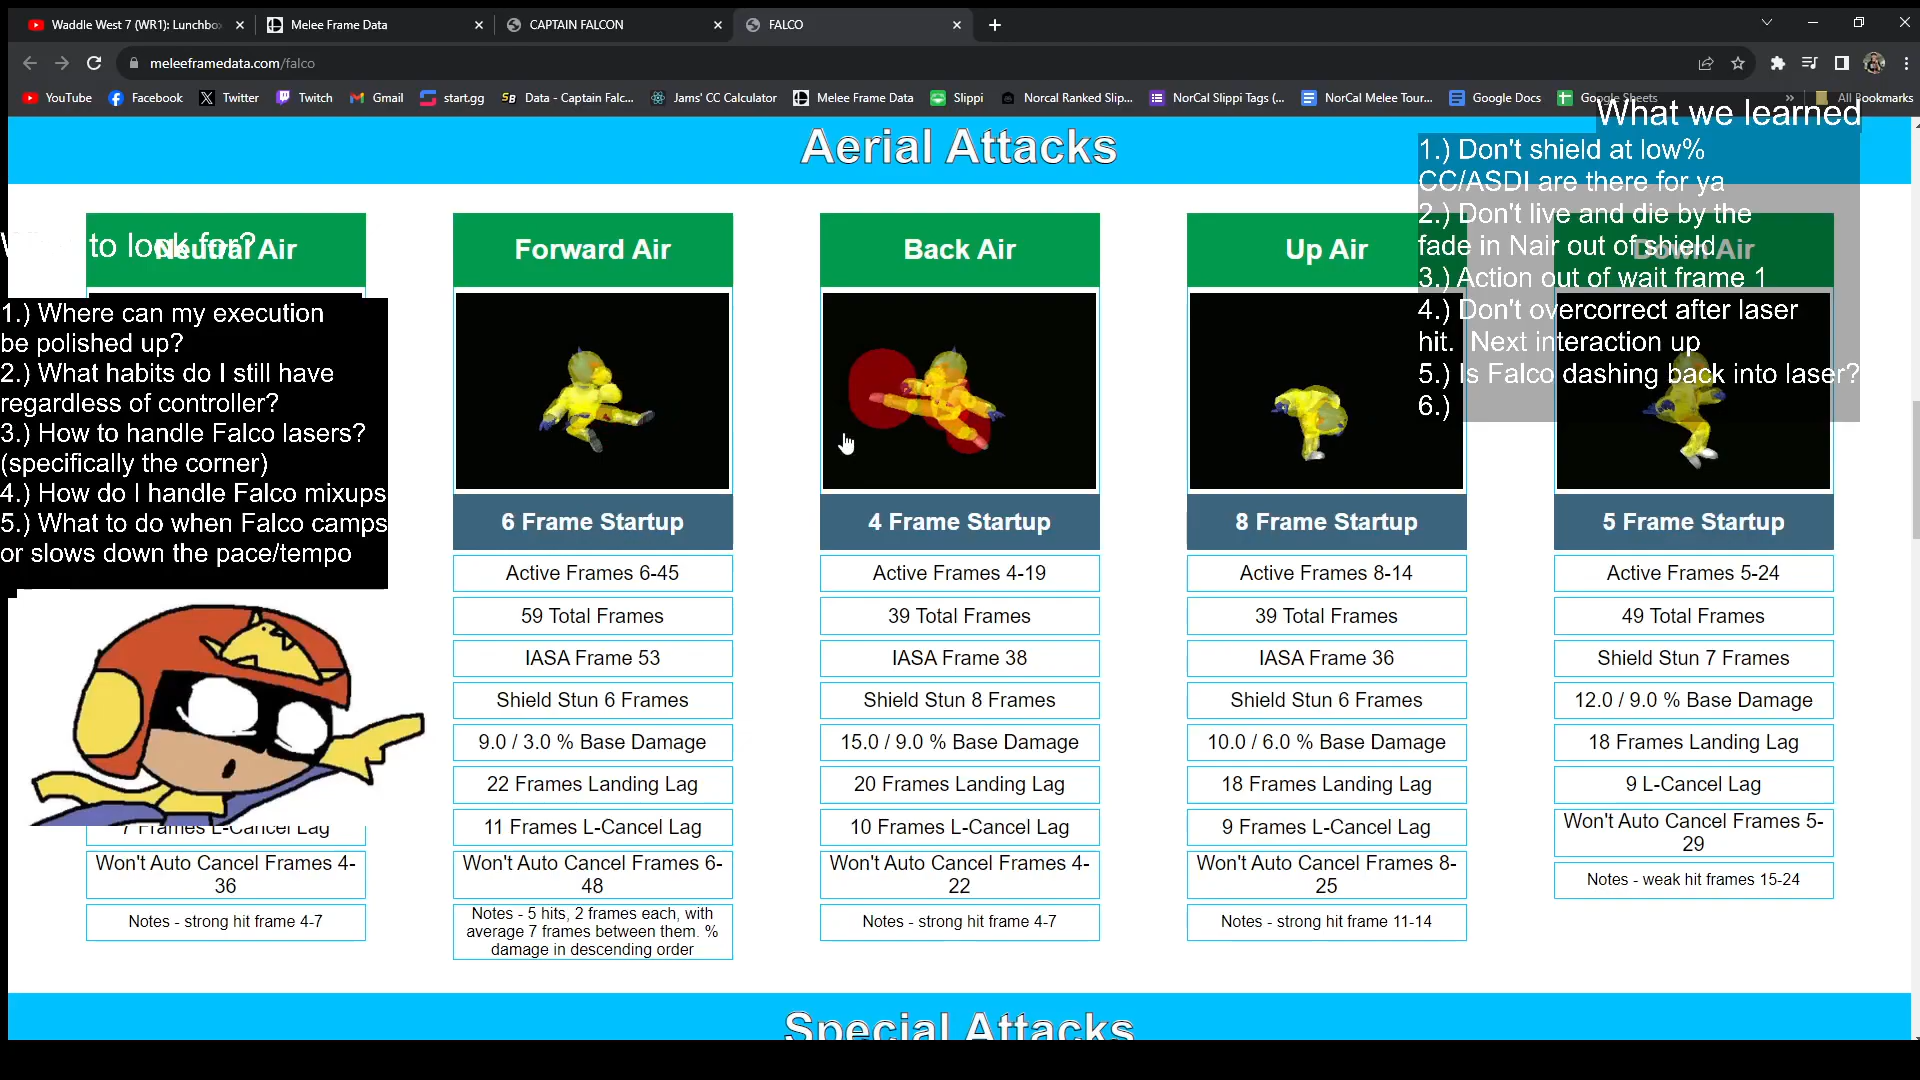 Waddle West 7 (WR1): Lunchbox
Melee Frame Data
CAPTAIN FALCON
FALCO
meleeframedata.com/falco
YouTube
Facebook
Twitter
Twitch
Gmail
start.gg
Data - Captain Falc...
Jams' CC Calculator
Melee Frame Data
Slippi
Norcal Ranked Slip...
NorCal Slippi Tags (...
NorCal Melee Tour...
Google Docs
Google Sheets
All Bookmarks
Aerial Attacks
What we learned
1.) Don't shield at low%
CC/ASDI are there for ya
2.) Don't live and die by the
fade in Nair out of shield
3.) Action out of wait frame 1
4.) Don't overcorrect after laser
hit. Next interaction up
5.) Is Falco dashing back into laser?
6.)
to look for?
1.) Where can my execution
be polished up?
2.) What habits do I still have
regardless of controller?
3.) How to handle Falco lasers?
(specifically the corner)
4.) How do I handle Falco mixups
5.) What to do when Falco camps
or slows down the pace/tempo
Neutral Air
7 Frames L-Cancel Lag
Won't Auto Cancel Frames 4-
36
Notes - strong hit frame 4-7
Forward Air
6 Frame Startup
Active Frames 6-45
59 Total Frames
IASA Frame 53
Shield Stun 6 Frames
9.0 / 3.0 % Base Damage
22 Frames Landing Lag
11 Frames L-Cancel Lag
Won't Auto Cancel Frames 6-
48
Notes - 5 hits, 2 frames each, with
average 7 frames between them. %
damage in descending order
Back Air
4 Frame Startup
Active Frames 4-19
39 Total Frames
IASA Frame 38
Shield Stun 8 Frames
15.0 / 9.0 % Base Damage
20 Frames Landing Lag
10 Frames L-Cancel Lag
Won't Auto Cancel Frames 4-
22
Notes - strong hit frame 4-7
Up Air
8 Frame Startup
Active Frames 8-14
39 Total Frames
IASA Frame 36
Shield Stun 6 Frames
10.0 / 6.0 % Base Damage
18 Frames Landing Lag
9 Frames L-Cancel Lag
Won't Auto Cancel Frames 8-
25
Notes - strong hit frame 11-14
Down Air
5 Frame Startup
Active Frames 5-24
49 Total Frames
Shield Stun 7 Frames
12.0 / 9.0 % Base Damage
18 Frames Landing Lag
9 L-Cancel Lag
Won't Auto Cancel Frames 5-
29
Notes - weak hit frames 15-24
Special Attacks